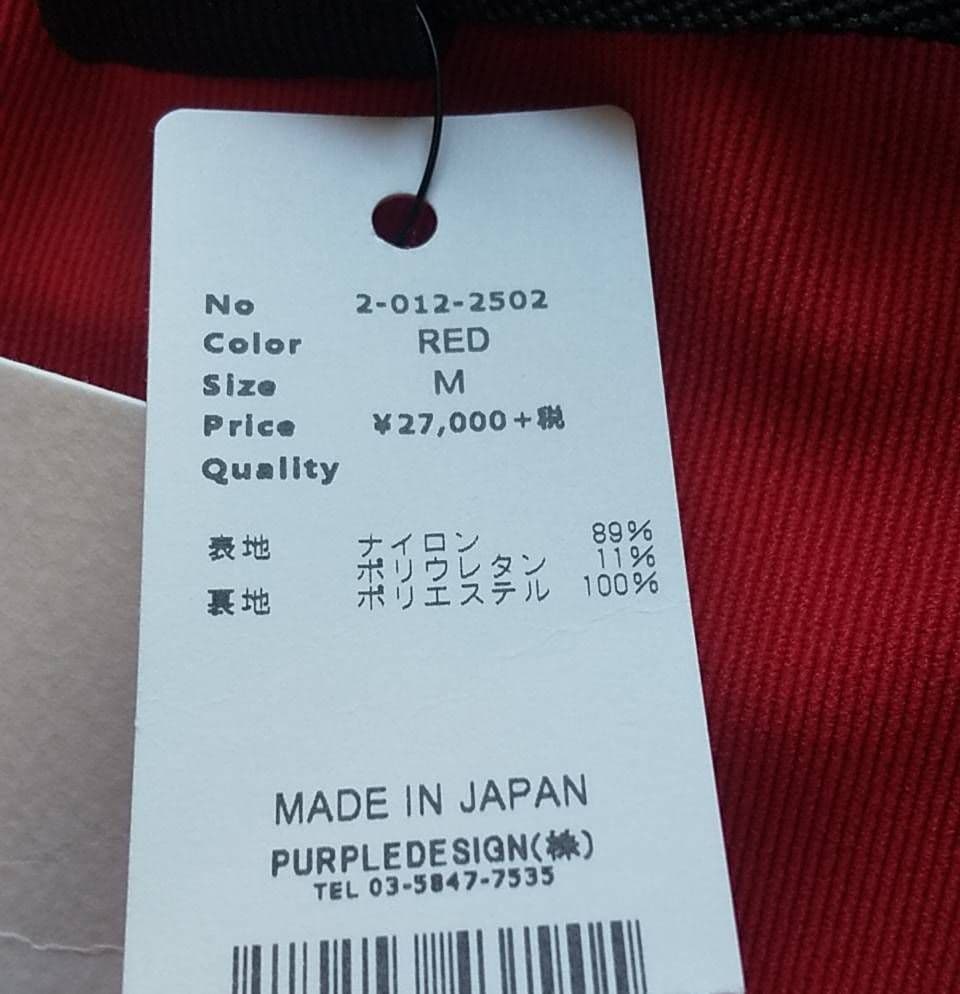 No 2-012-2502
Color RED
Size M
Price ¥27,000+税
Quality
表地 ナイロン 89%
ポリウレタン 11%
裏地 ポリエステル 100%
MADE IN JAPAN
PURPLEDESIGN(株)
TEL 03-5847-7535